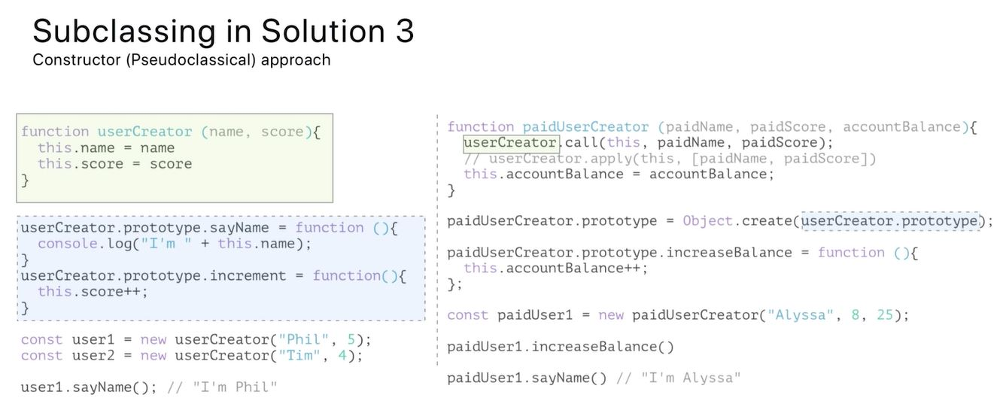 Subclassing in Solution 3
Constructor (Pseudoclassical) approach
function userCreator (name, score){
  this.name = name
  this.score = score
}
userCreator.prototype.sayName = function (){
  console.log("I'm " + this.name);
}
userCreator.prototype.increment = function(){
  this.score++;
}
const user1 = new userCreator("Phil", 5);
const user2 = new userCreator("Tim", 4);
user1.sayName(); // "I'm Phil"
function paidUserCreator (paidName, paidScore, accountBalance){
  userCreator.call(this, paidName, paidScore);
  // userCreator.apply(this, [paidName, paidScore])
  this.accountBalance = accountBalance;
}
paidUserCreator.prototype = Object.create(userCreator.prototype);
paidUserCreator.prototype.increaseBalance = function (){
  this.accountBalance++;
};
const paidUser1 = new paidUserCreator("Alyssa", 8, 25);
paidUser1.increaseBalance()
paidUser1.sayName() // "I'm Alyssa"